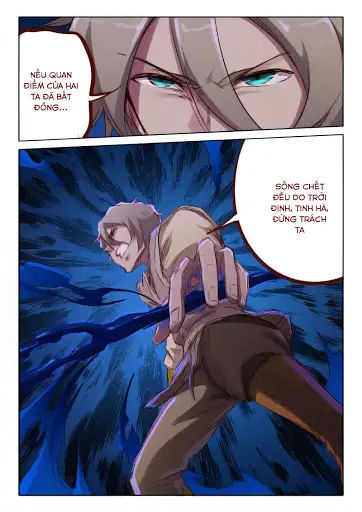 NẾU QUAN
ĐIỂM CỦA HAI
TA ĐÃ BẤT
ĐỒNG...
SỐNG CHẾT
ĐỀU DO TRỜI
ĐỊNH, TINH HÀ,
ĐỪNG TRÁCH
TA